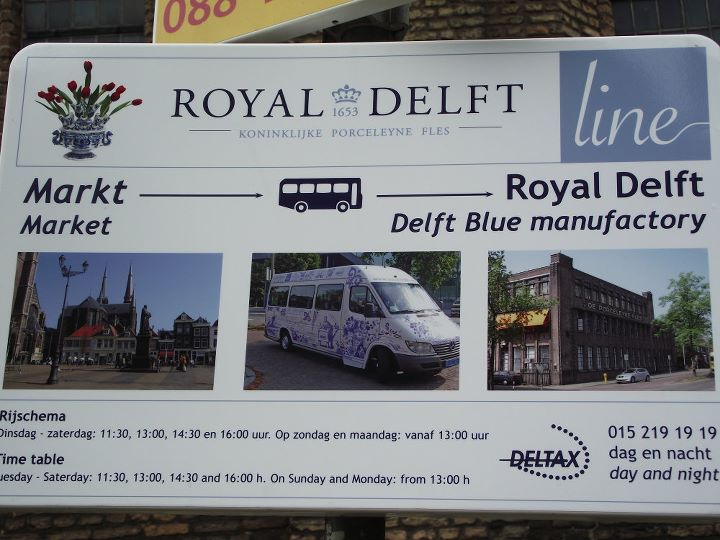 088
ROYAL 1653 DELFT
KONINKLIJKE PORCELEYNE FLES
line
Markt
Market
Royal Delft
Delft Blue manufactory
Rijschema
Dinsdag - zaterdag: 11:30, 13:00, 14:30 en 16:00 uur. Op zondag en maandag: vanaf 13:00 uur
Time table
Tuesday - Saturday: 11:30, 13:00, 14:30 and 16:00 h. On Sunday and Monday: from 13:00 h
DELTAX
015 219 19 19
dag en nacht
day and night